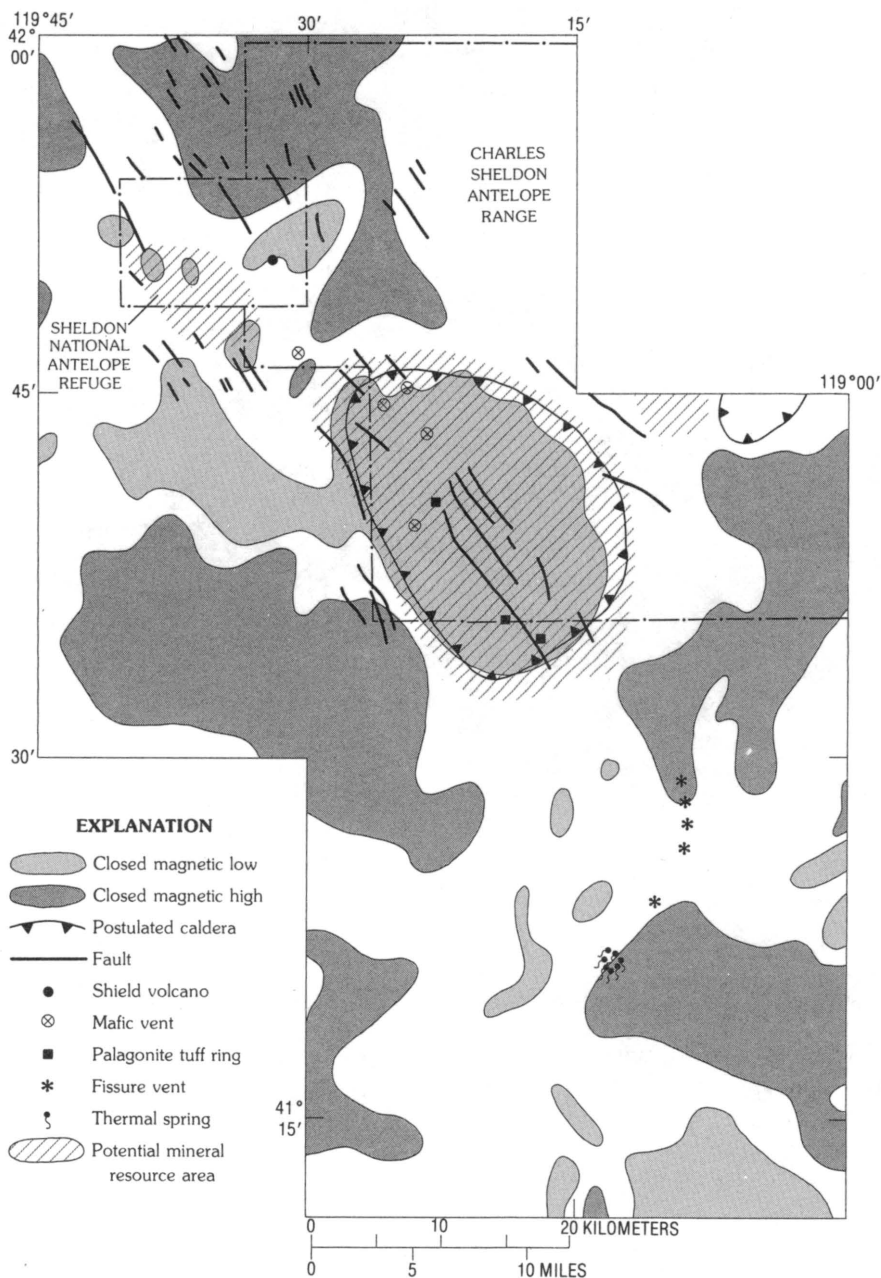 119°45′
30′
15′
42°
00′
CHARLES
SHELDON
ANTELOPE
RANGE
SHELDON
NATIONAL
ANTELOPE
REFUGE
45′
119°00′
30′
EXPLANATION
Closed magnetic low
Closed magnetic high
Postulated caldera
Fault
Shield volcano
Mafic vent
Palagonite tuff ring
Fissure vent
Thermal spring
Potential mineral
resource area
41°
15′
0 10 20 KILOMETERS
0 5 10 MILES